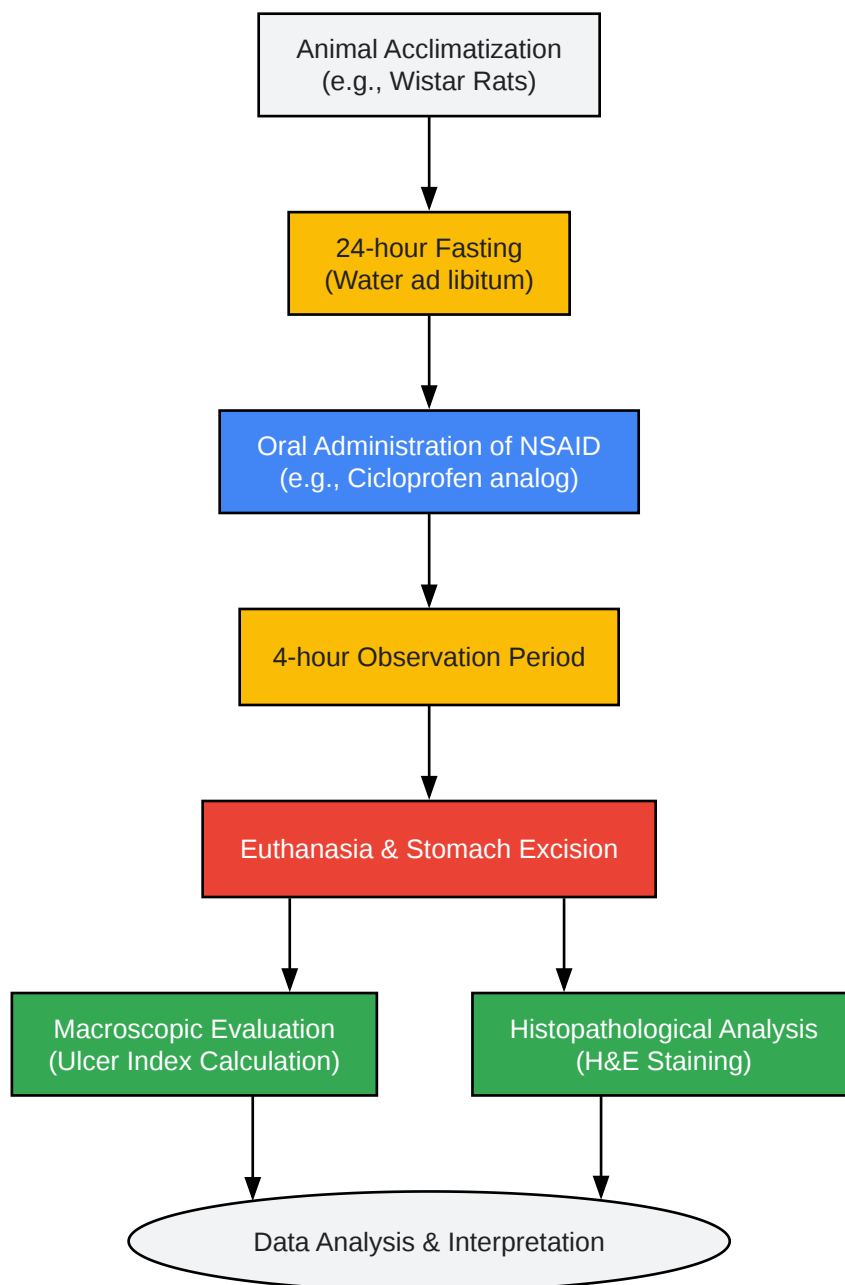 Animal Acclimatization
(e.g., Wistar Rats)
24-hour Fasting
(Water ad libitum)
Oral Administration of NSAID
(e.g., Cicloprofen analog)
4-hour Observation Period
Euthanasia & Stomach Excision
Macroscopic Evaluation
(Ulcer Index Calculation)
Histopathological Analysis
(H&E Staining)
Data Analysis & Interpretation